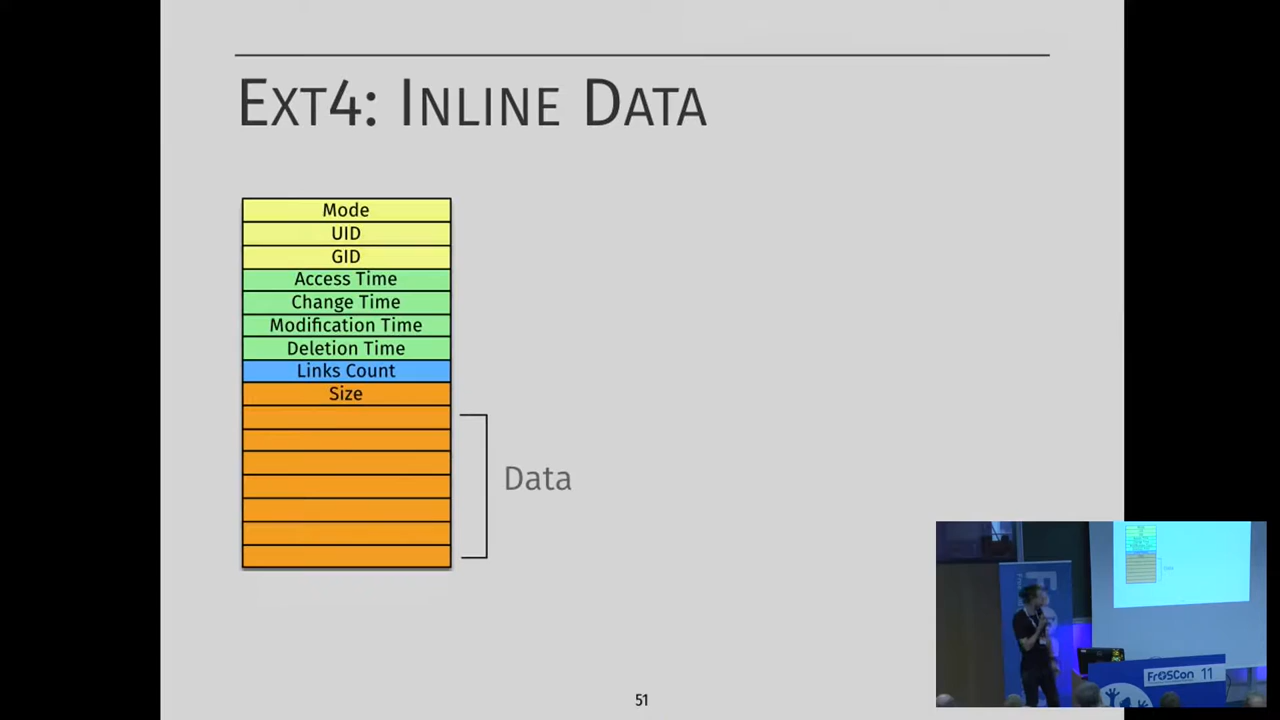 Ext4: Inline Data
Mode
UID
GID
Access Time
Change Time
Modification Time
Deletion Time
Links Count
Size
Data
51
FrOSCon 11